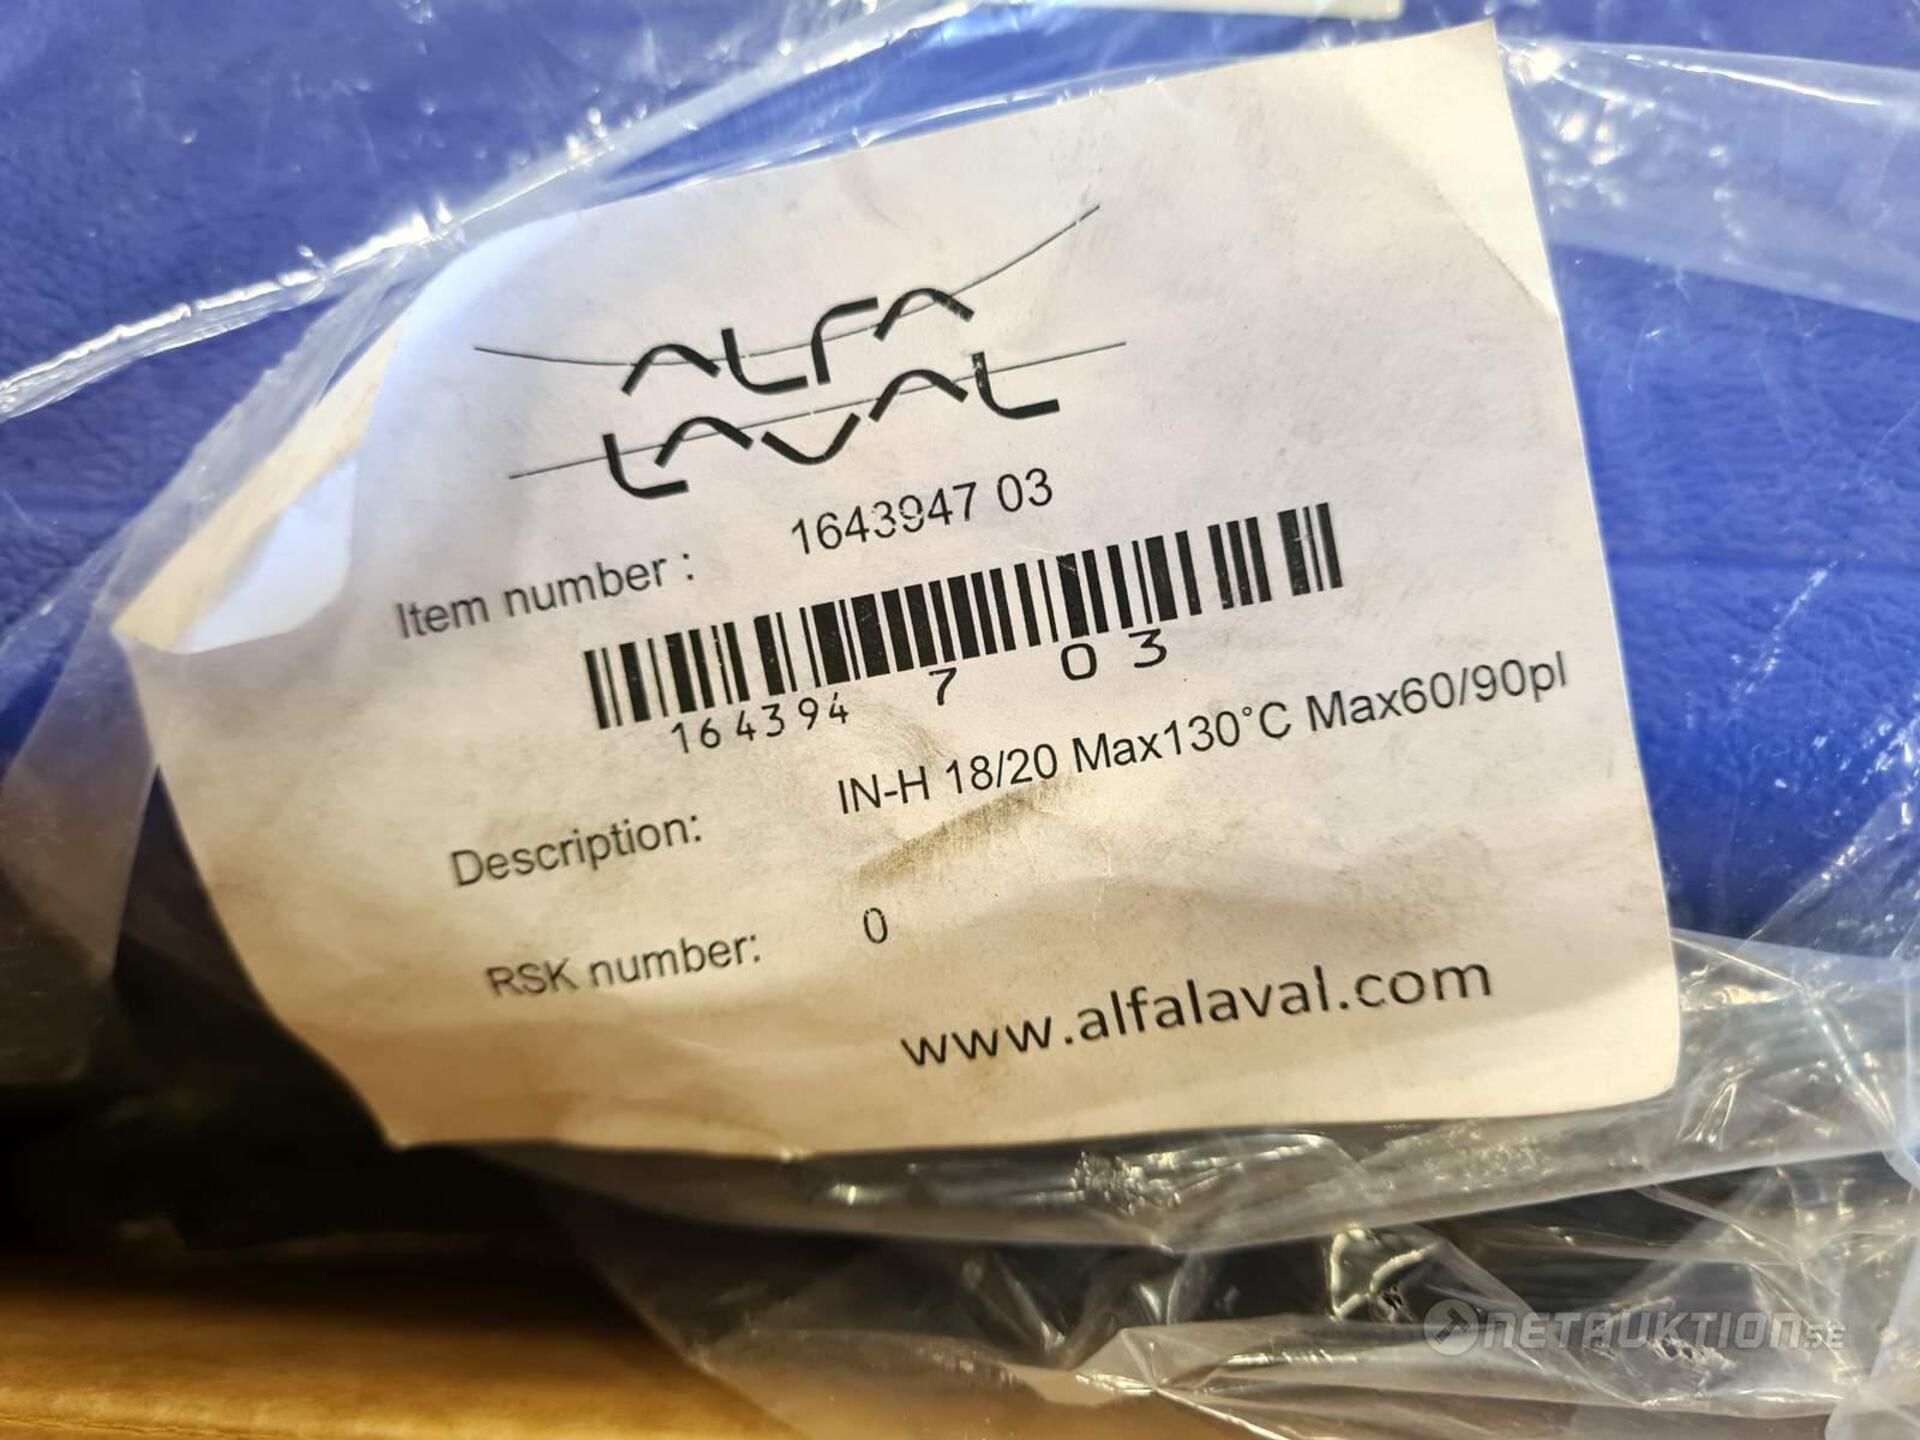 ALFA
LAVAL
Item number : 1643947 03
164394 7 03
Description: IN-H 18/20 Max130°C Max60/90pl
RSK number: 0
www.alfalaval.com
NETAUKTION.SE